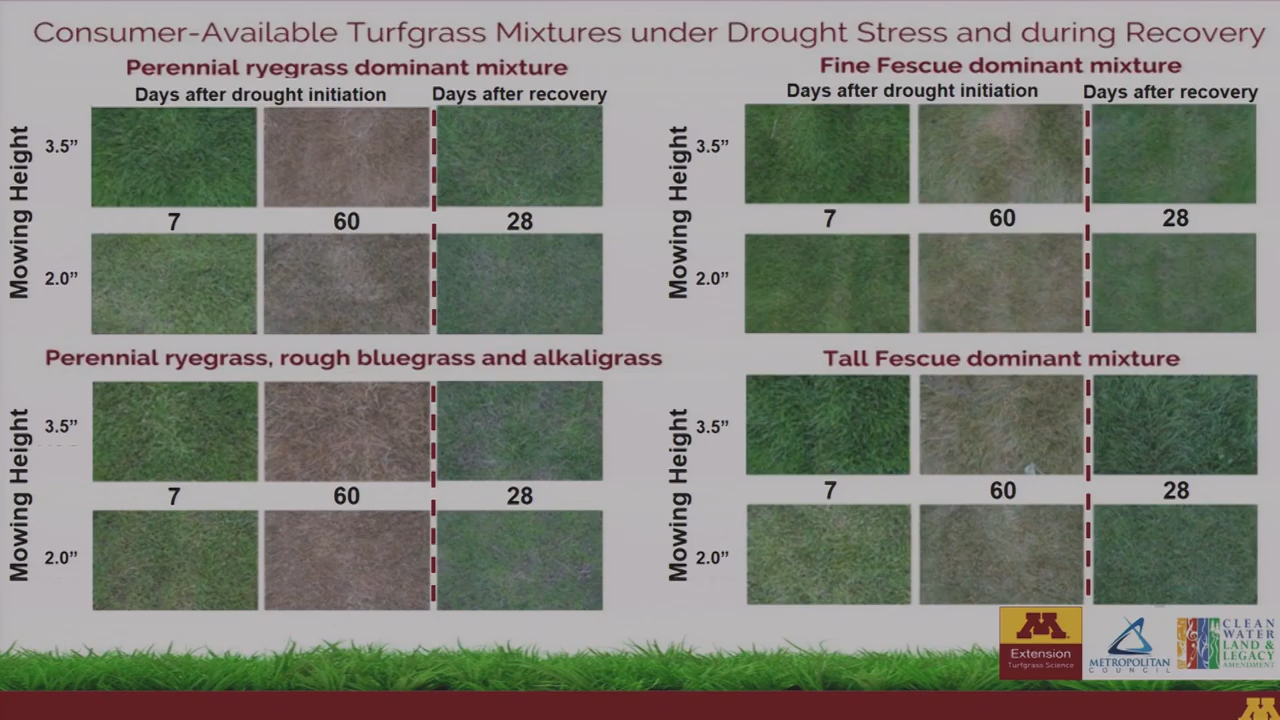 Consumer-Available Turfgrass Mixtures under Drought Stress and during Recovery
Perennial ryegrass dominant mixture
Days after drought initiation
Days after recovery
Mowing Height
3.5”
7
60
28
2.0”
Fine Fescue dominant mixture
Days after drought initiation
Days after recovery
Mowing Height
3.5”
7
60
28
2.0”
Perennial ryegrass, rough bluegrass and alkaligrass
Mowing Height
3.5”
7
60
28
2.0”
Tall Fescue dominant mixture
Mowing Height
3.5”
7
60
28
2.0”
M
Extension
Turfgrass Science
METROPOLITAN
COUNCIL
CLEAN
WATER
LAND &
LEGACY
AMENDMENT
M